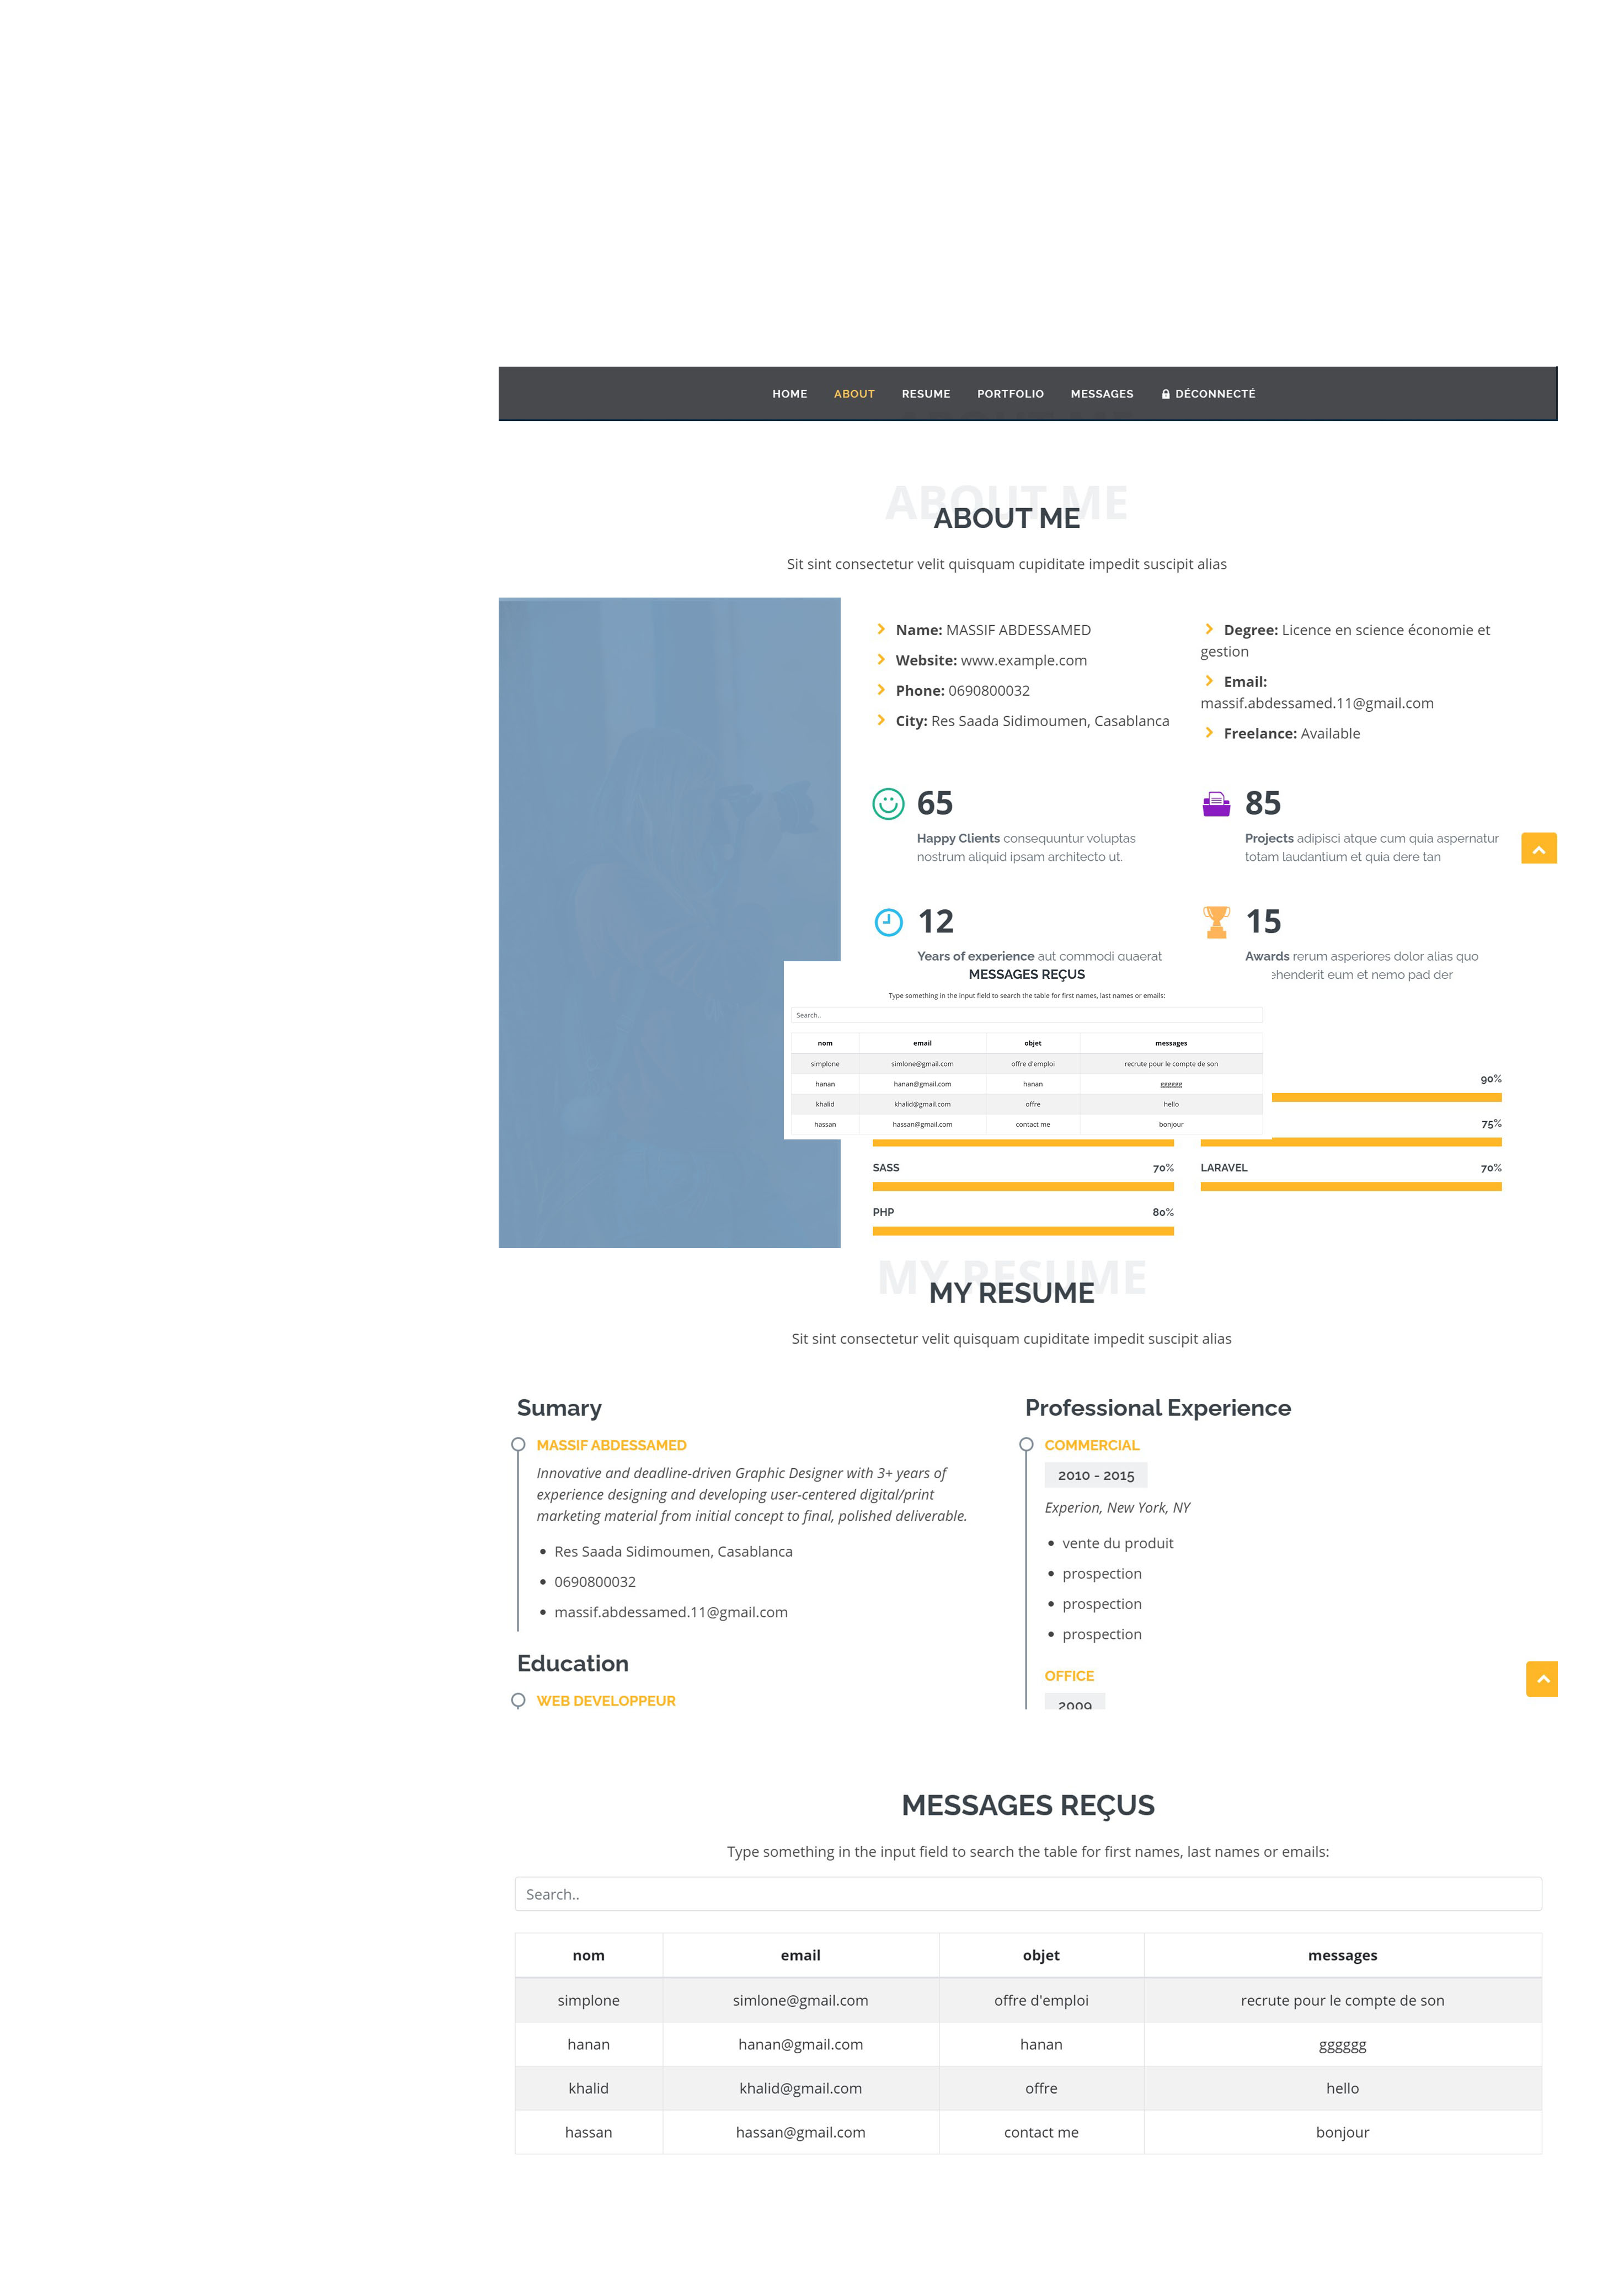 HOME ABOUT RESUME PORTFOLIO MESSAGES DÉCONNECTÉ
ABOUT ME
ABOUT ME
Sit sint consectetur velit quisquam cupiditate impedit suscipit alias
Name: MASSIF ABDESSAMED
Website: www.example.com
Phone: 0690800032
City: Res Saada Sidimoumen, Casablanca
Degree: Licence en science économie et
gestion
Email:
massif.abdessamed.11@gmail.com
Freelance: Available
65
Happy Clients consequuntur voluptas
nostrum aliquid ipsam architecto ut.
85
Projects adipisci atque cum quia aspernatur
totam laudantium et quia dere tan
12
Years of experience aut commodi quaerat
15
Awards rerum asperiores dolor alias quo
eum et nemo pad der
MESSAGES REÇUS
Type something in the input field to search the table for first names, last names or emails:
Search..
nom email objet messages
simplone simlone@gmail.com offre d'emploi recrute pour le compte de son
hanan hanan@gmail.com hanan gggggg
khalid khalid@gmail.com offre hello
hassan hassan@gmail.com contact me bonjour
90%
75%
SASS 70%
LARAVEL 70%
PHP 80%
MY RESUME
MY RESUME
Sit sint consectetur velit quisquam cupiditate impedit suscipit alias
Sumary
MASSIF ABDESSAMED
Innovative and deadline-driven Graphic Designer with 3+ years of
experience designing and developing user-centered digital/print
marketing material from initial concept to final, polished deliverable.
Res Saada Sidimoumen, Casablanca
0690800032
massif.abdessamed.11@gmail.com
Education
WEB DEVELOPPEUR
Professional Experience
COMMERCIAL
2010 - 2015
Experion, New York, NY
vente du produit
prospection
prospection
prospection
OFFICE
2009
MESSAGES REÇUS
Type something in the input field to search the table for first names, last names or emails:
Search..
nom email objet messages
simplone simlone@gmail.com offre d'emploi recrute pour le compte de son
hanan hanan@gmail.com hanan gggggg
khalid khalid@gmail.com offre hello
hassan hassan@gmail.com contact me bonjour